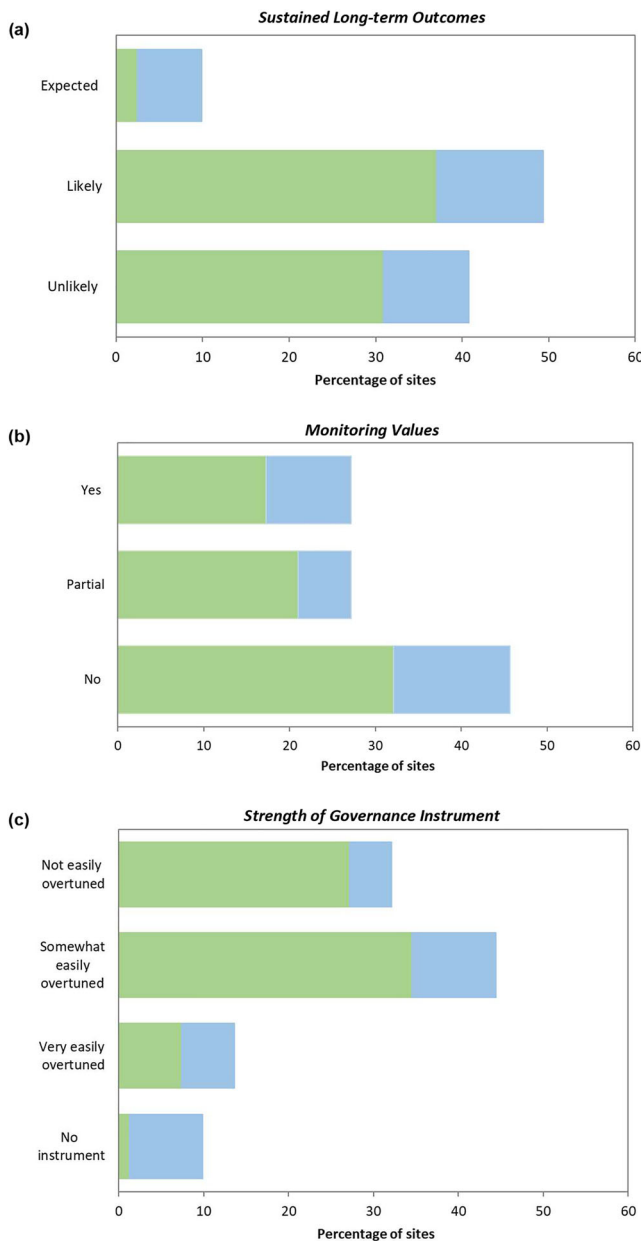 (a)
Sustained Long-term Outcomes
Expected
Likely
Unlikely
0 10 20 30 40 50 60
Percentage of sites
(b)
Monitoring Values
Yes
Partial
No
0 10 20 30 40 50 60
Percentage of sites
(c)
Strength of Governance Instrument
Not easily
overtuned
Somewhat
easily
overtuned
Very easily
overtuned
No
instrument
0 10 20 30 40 50 60
Percentage of sites